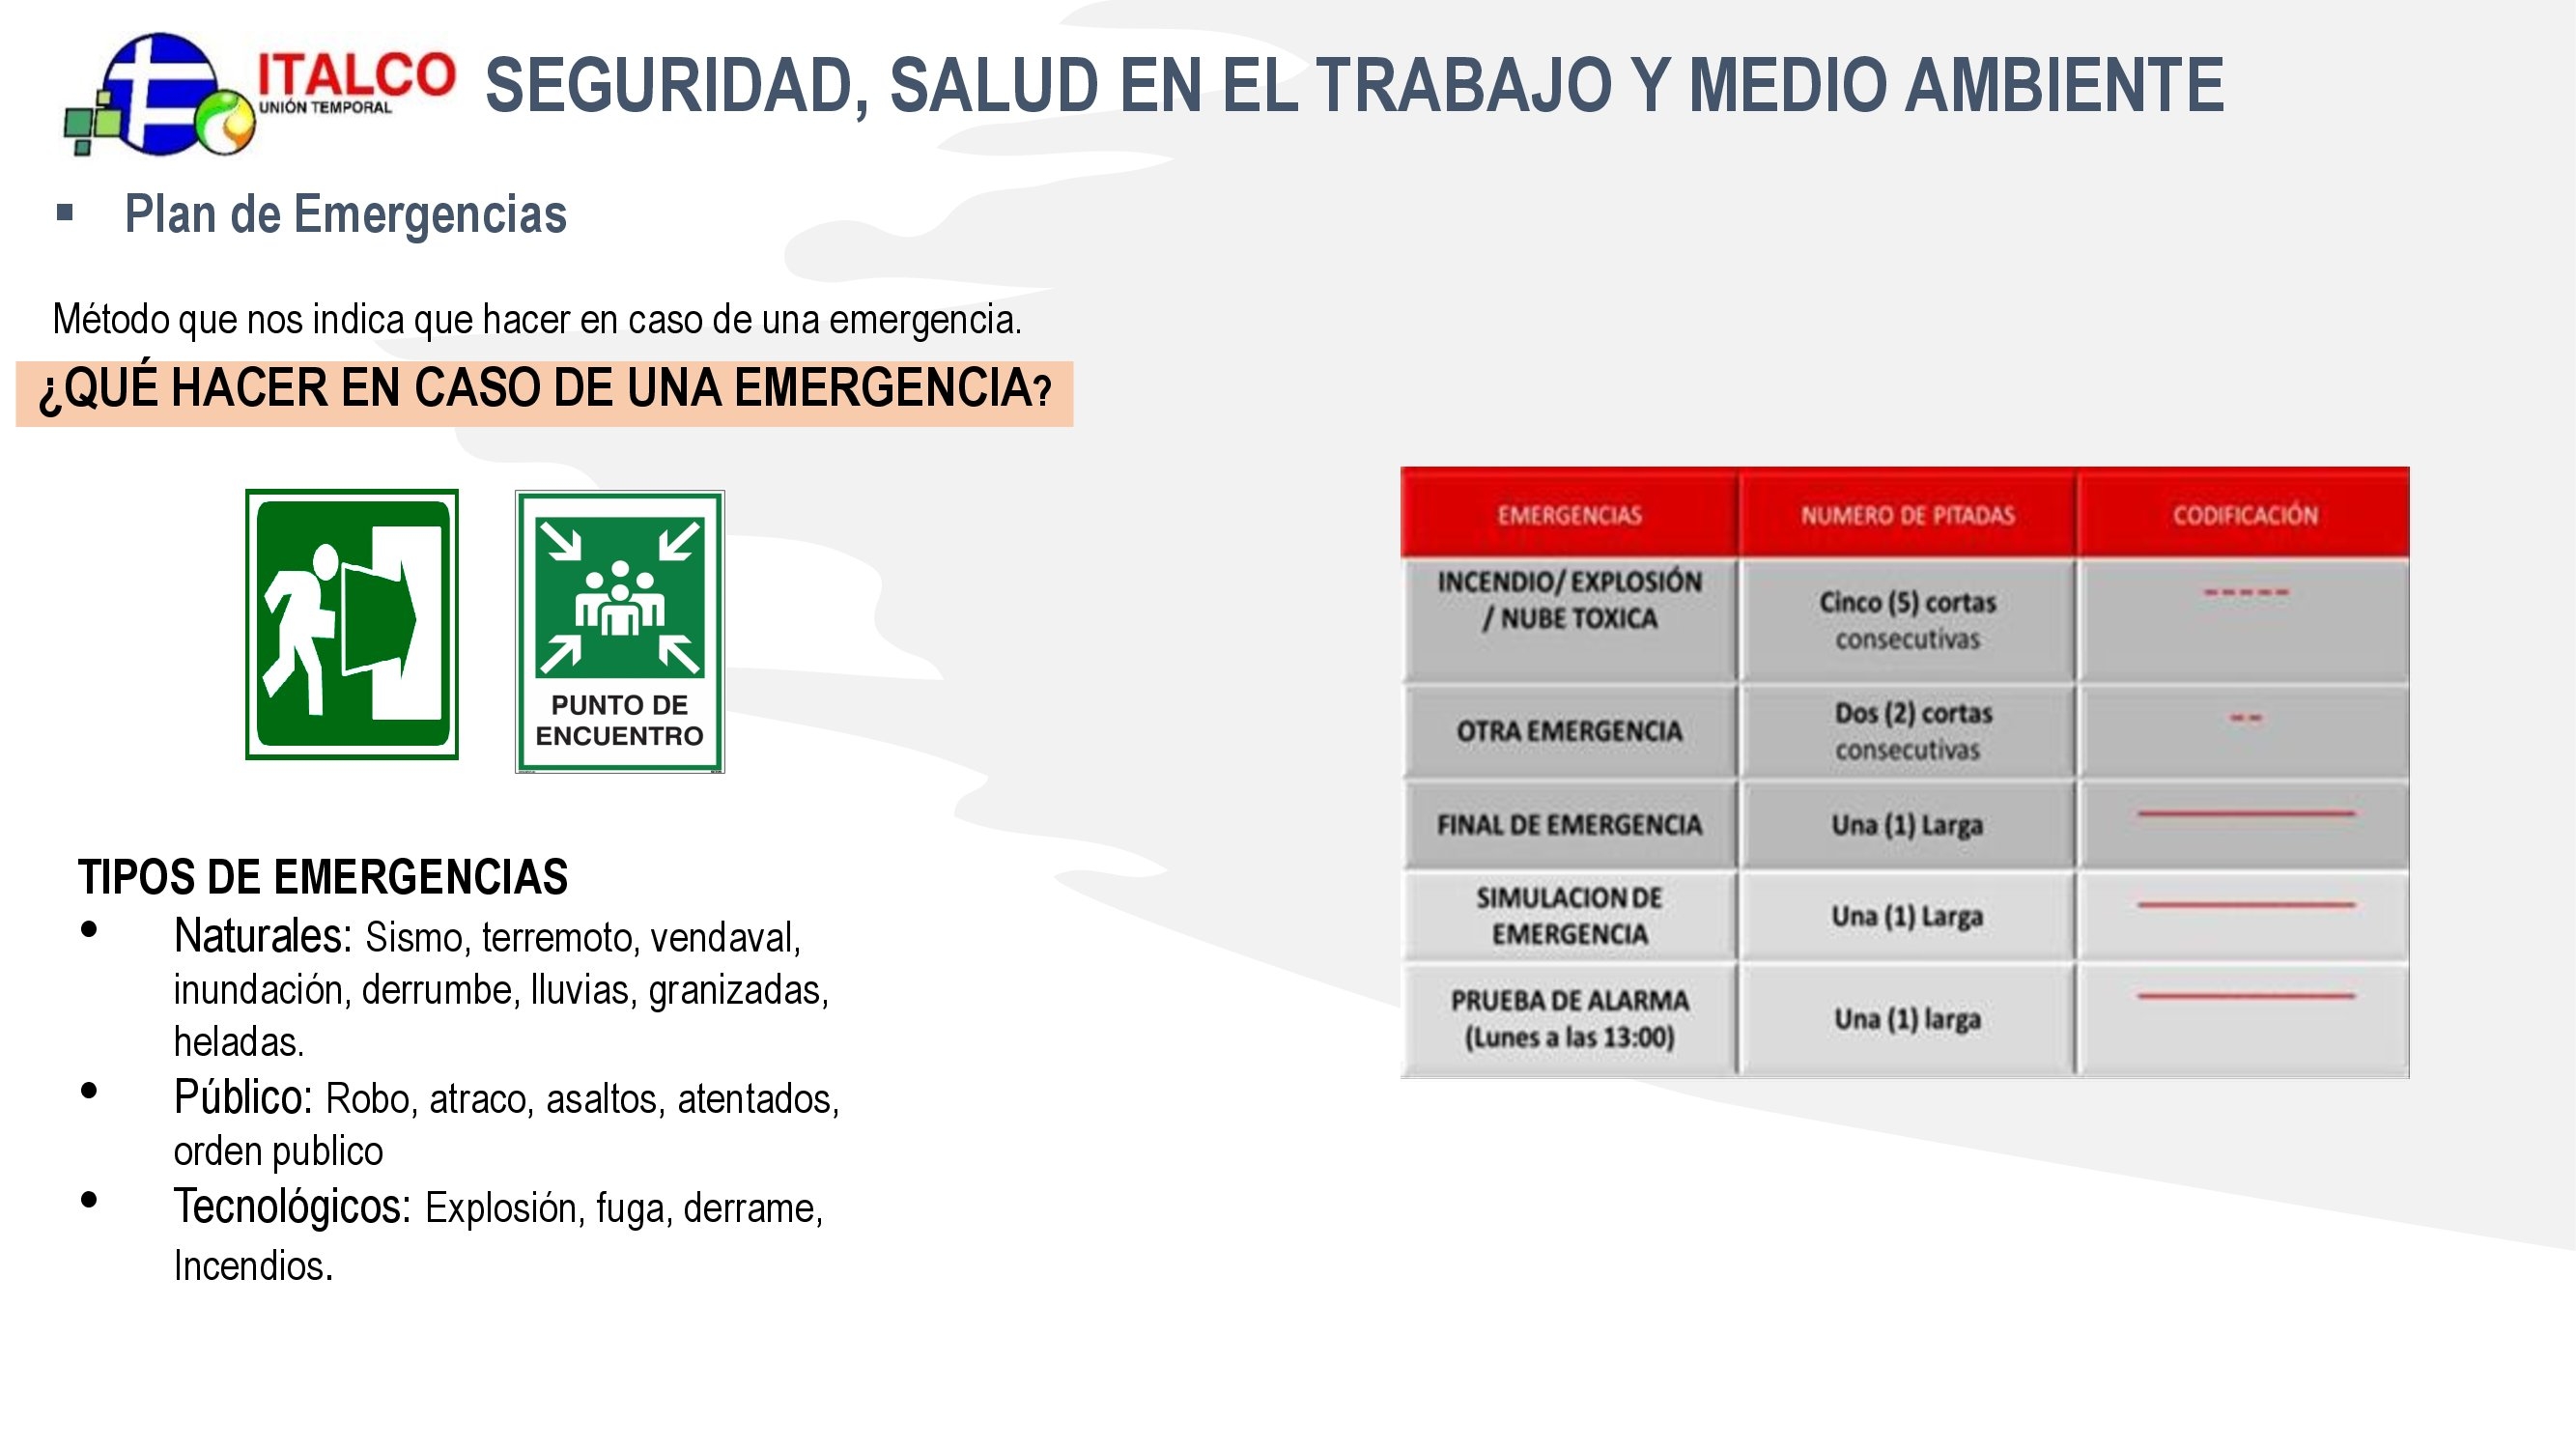 ITALCO
UNIÓN TEMPORAL
SEGURIDAD, SALUD EN EL TRABAJO Y MEDIO AMBIENTE
▪ Plan de Emergencias
Método que nos indica que hacer en caso de una emergencia.
¿QUÉ HACER EN CASO DE UNA EMERGENCIA?
PUNTO DE
ENCUENTRO
TIPOS DE EMERGENCIAS
• Naturales: Sismo, terremoto, vendaval,
inundación, derrumbe, lluvias, granizadas,
heladas.
• Público: Robo, atraco, asaltos, atentados,
orden publico
• Tecnológicos: Explosión, fuga, derrame,
Incendios.
EMERGENCIAS NUMERO DE PITADAS CODIFICACIÓN
INCENDIO/ EXPLOSIÓN
/ NUBE TOXICA
Cinco (5) cortas
consecutivas
-----
OTRA EMERGENCIA
Dos (2) cortas
consecutivas
--
FINAL DE EMERGENCIA
Una (1) Larga
SIMULACION DE
EMERGENCIA
Una (1) Larga
PRUEBA DE ALARMA
(Lunes a las 13:00)
Una (1) larga